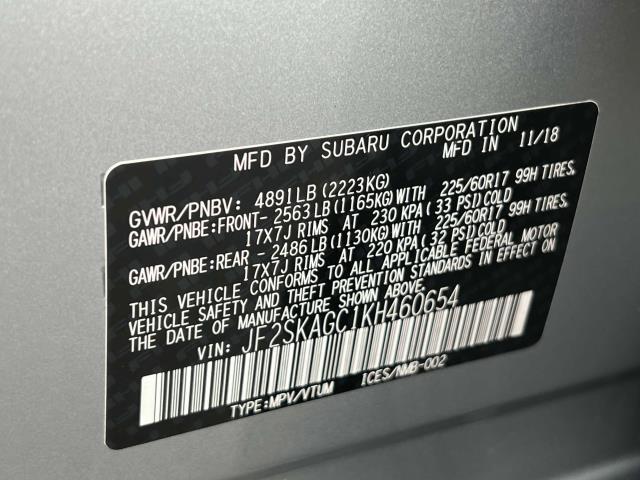 MFD BY SUBARU CORPORATION
MFD IN 11/18
GVWR/PNBV: 4891LB(2223KG)
GAWR/PNBE:FRONT- 2563LB(1165KG)WITH 225/60R17 99H TIRES,
17X7J RIMS AT 230 KPA(33 PSI)COLD
GAWR/PNBE:REAR - 2486LB(1130KG)WITH 225/60R17 99H TIRES,
17X7J RIMS AT 220 KPA(32 PSI)COLD
THIS VEHICLE CONFORMS TO ALL APPLICABLE FEDERAL MOTOR
VEHICLE SAFETY AND THEFT PREVENTION STANDARDS IN EFFECT ON
THE DATE OF MANUFACTURE SHOWN ABOVE.
VIN: JF2SKAGC1KH460654
TYPE:MPV/VTUM ICES/NMB-002